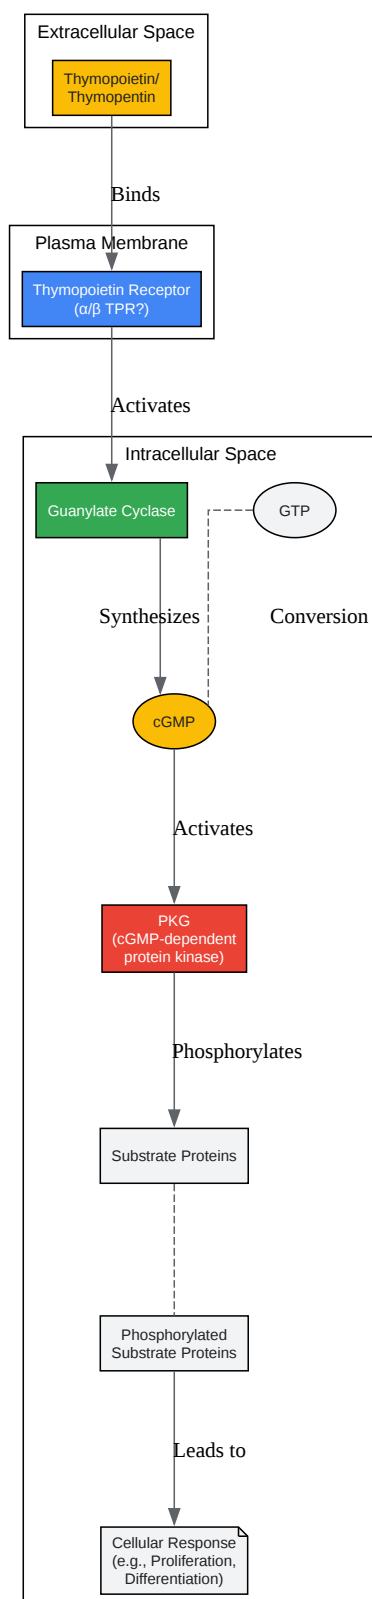 Extracellular Space
Thymopoietin/
Thymopentin
Binds
Plasma Membrane
Thymopoietin Receptor
(α/β TPR?)
Activates
Intracellular Space
Guanylate Cyclase
GTP
Synthesizes
Conversion
cGMP
Activates
PKG
(cGMP-dependent
protein kinase)
Phosphorylates
Substrate Proteins
Phosphorylated
Substrate Proteins
Leads to
Cellular Response
(e.g., Proliferation,
Differentiation)